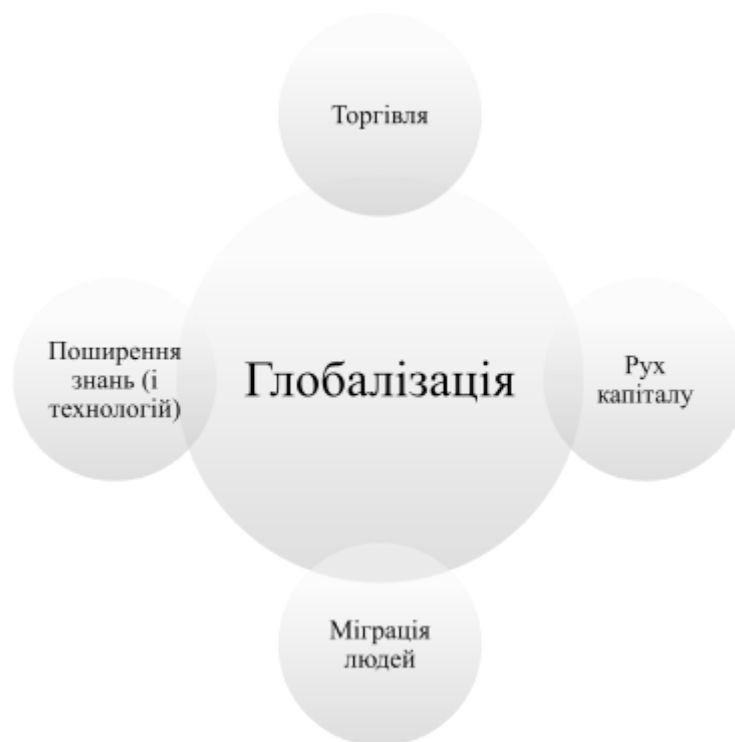 Торгівля
Поширення
знань (і
технологій)
Глобалізація
Рух
капіталу
Міграція
людей